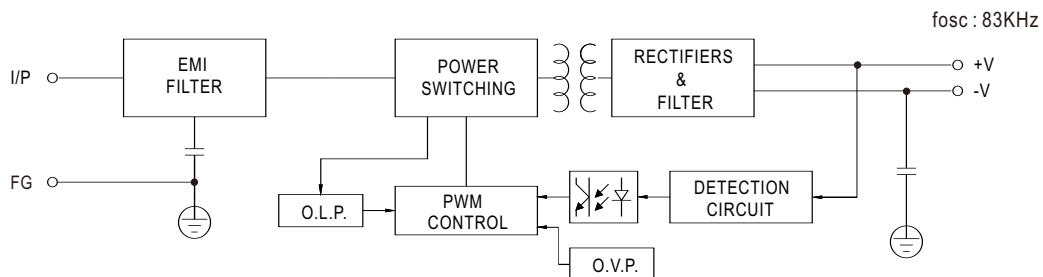 fosc : 83KHz
I/P
EMI
FILTER
POWER
SWITCHING
RECTIFIERS
&
FILTER
+V
-V
FG
O.L.P.
PWM
CONTROL
DETECTION
CIRCUIT
O.V.P.